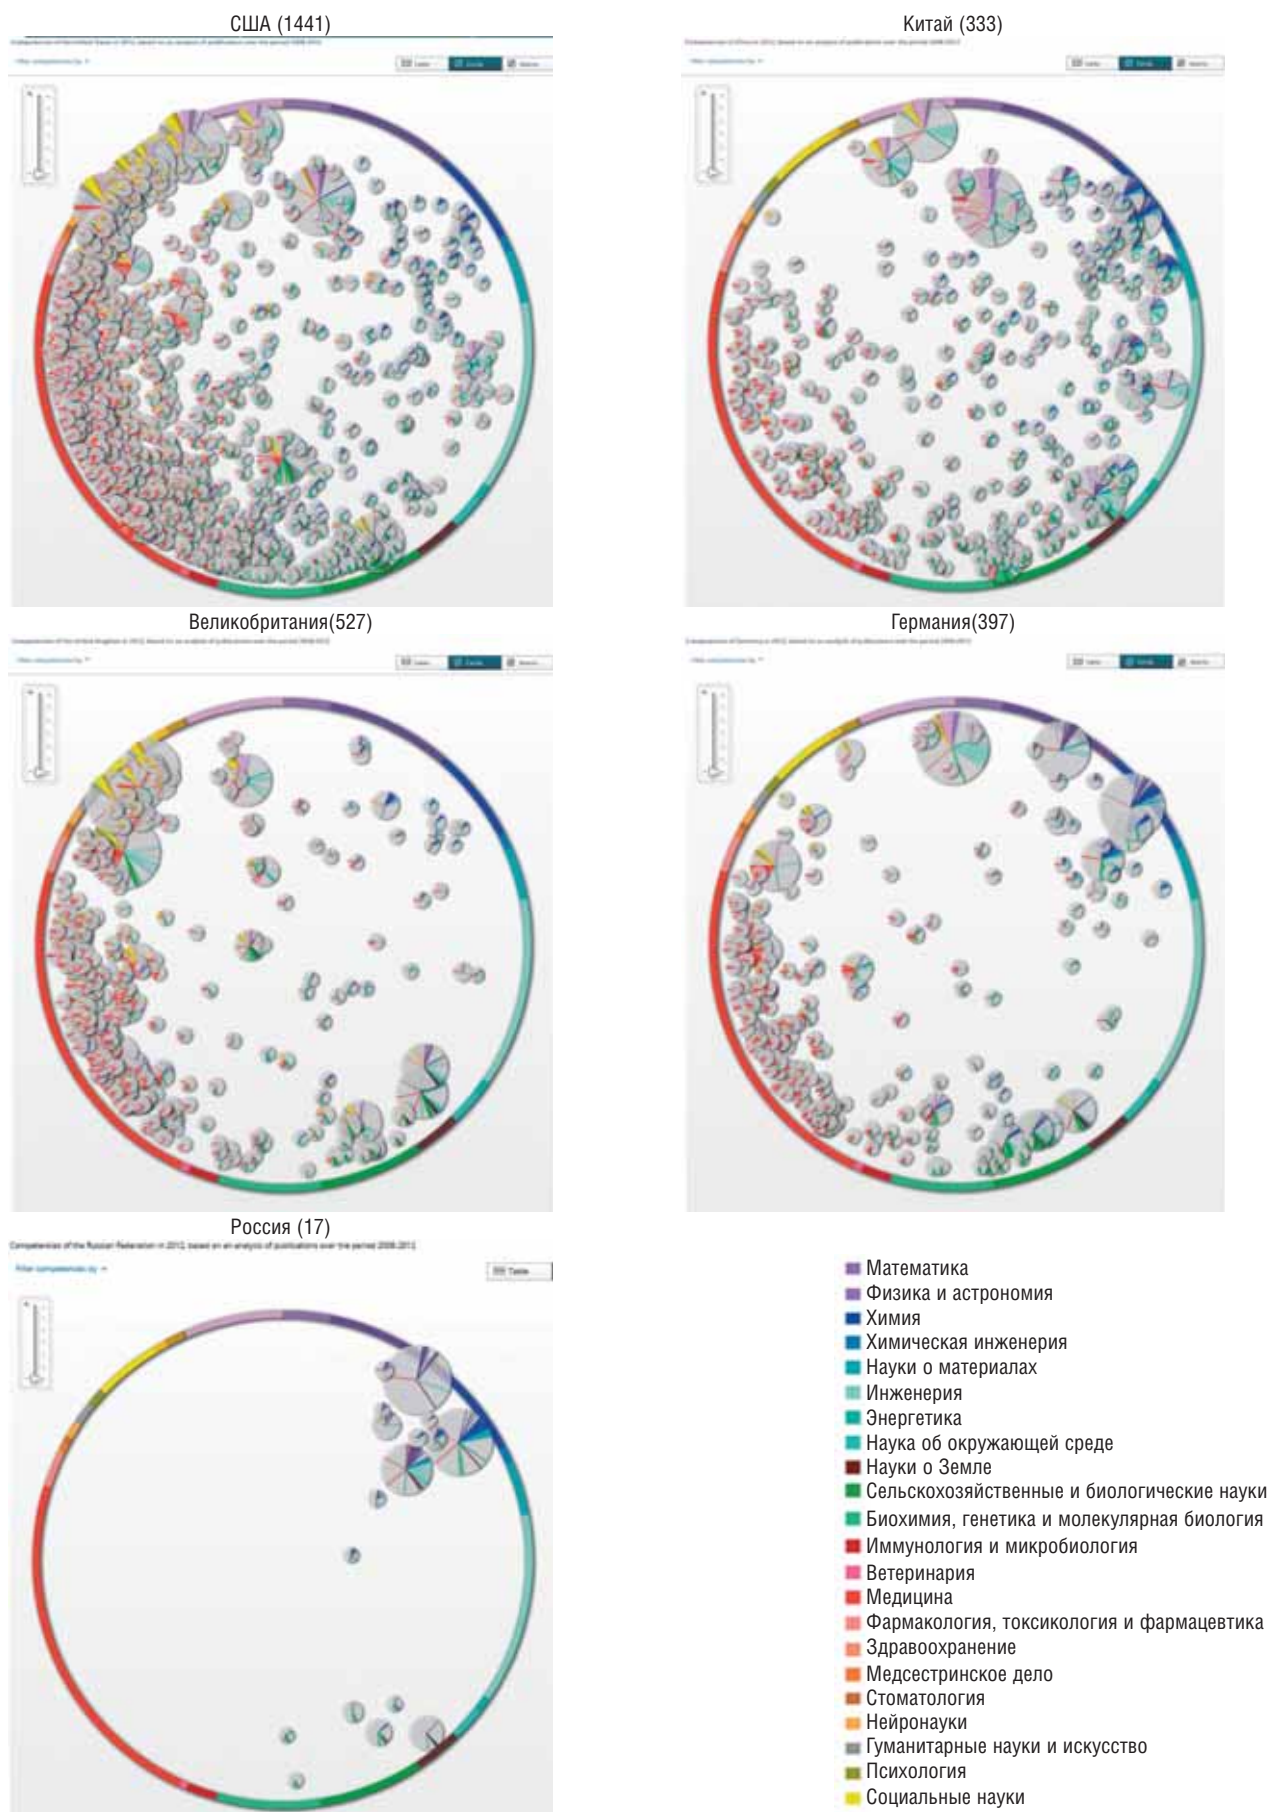 США (1441)
Китай (333)
Великобритания(527)
Германия(397)
Россия (17)
Competencies of the Russian Federation in 2012, based on an analysis of publications over the period 2008-2012
Filter competencies by
Table
Математика
Физика и астрономия
Химия
Химическая инженерия
Науки о материалах
Инженерия
Энергетика
Наука об окружающей среде
Науки о Земле
Сельскохозяйственные и биологические науки
Биохимия, генетика и молекулярная биология
Иммунология и микробиология
Ветеринария
Медицина
Фармакология, токсикология и фармацевтика
Здравоохранение
Медсестринское дело
Стоматология
Нейронауки
Гуманитарные науки и искусство
Психология
Социальные науки